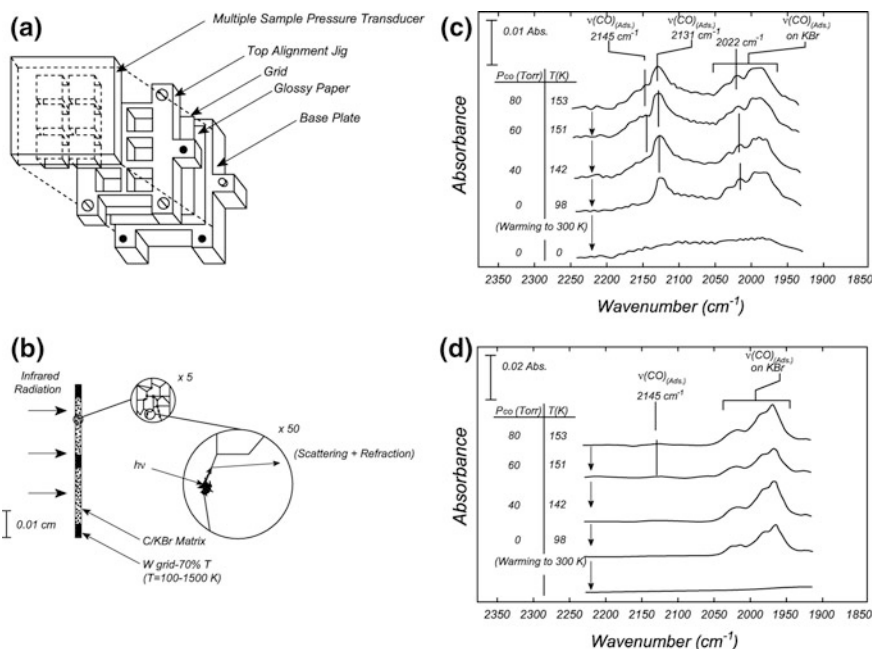 (a)
Multiple Sample Pressure Transducer
Top Alignment Jig
Grid
Glossy Paper
Base Plate
(b)
Infrared
Radiation
x 5
x 50
(Scattering + Refraction)
hν
0.01 cm
C/KBr Matrix
W grid-70% T
(T=100-1500 K)
(c)
0.01 Abs.
ν(CO)(Ads.)
2145 cm-1
ν(CO)(Ads.)
2131 cm-1
2022 cm-1
ν(CO)(Ads.)
on KBr
PCO (Torr) T(K)
80 153
60 151
40 142
0 98
(Warming to 300 K)
0 0
Absorbance
2350 2300 2250 2200 2150 2100 2050 2000 1950 1900 1850
Wavenumber (cm-1)
(d)
0.02 Abs.
ν(CO)(Ads.)
2145 cm-1
ν(CO)(Ads.)
on KBr
PCO (Torr) T(K)
80 153
60 151
40 142
0 98
(Warming to 300 K)
Absorbance
2350 2300 2250 2200 2150 2100 2050 2000 1950 1900 1850
Wavenumber (cm-1)